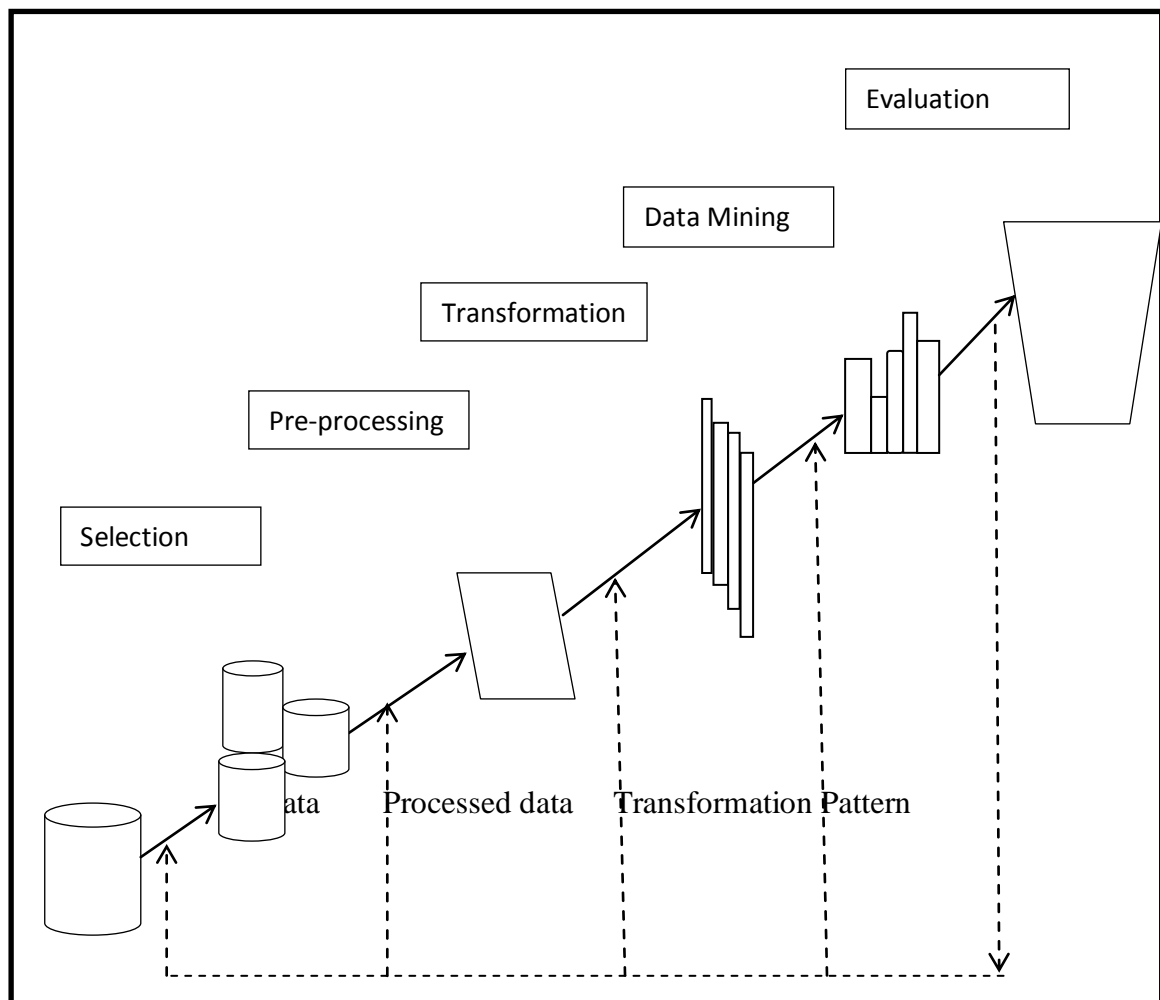 Evaluation
Data Mining
Transformation
Pre-processing
Selection
ata Processed data Transformation Pattern